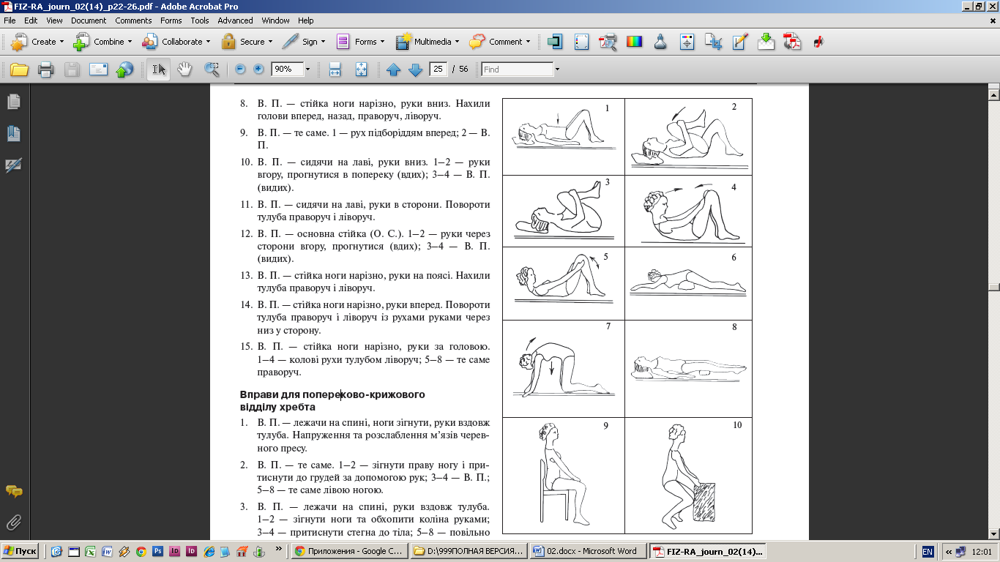 FIZ-RA_journ_02(14)_p22-26.pdf - Adobe Acrobat Pro
File Edit View Document Comments Forms Tools Advanced Window Help
Create Combine Collaborate Secure Sign Forms Multimedia Comment
90% 25 / 56 Find
8. В. П. — стійка ноги нарізно, руки вниз. Нахили
голови вперед, назад, праворуч, ліворуч.
9. В. П. — те саме. 1 — рух підборіддям вперед; 2 — В.
П.
10. В. П. — сидячи на лаві, руки вниз. 1–2 — руки
вгору, прогнутися в попереку (вдих); 3–4 — В. П.
(видих).
11. В. П. — сидячи на лаві, руки в сторони. Повороти
тулуба праворуч і ліворуч.
12. В. П. — основна стійка (О. С.). 1–2 — руки через
сторони вгору, прогнутися (вдих); 3–4 — В. П.
(видих).
13. В. П. — стійка ноги нарізно, руки на поясі. Нахили
тулуба праворуч і ліворуч.
14. В. П. — стійка ноги нарізно, руки вперед. Повороти
тулуба праворуч і ліворуч із рухами руками через
низ у сторону.
15. В. П. — стійка ноги нарізно, руки за головою.
1–4 — колові рухи тулубом ліворуч; 5–8 — те саме
праворуч.
Вправи для попереково-крижового
відділу хребта
1. В. П. — лежачи на спині, ноги зігнуті, руки вздовж
тулуба. Напруження та розслаблення м’язів черев-
ного пресу.
2. В. П. — те саме. 1–2 — зігнути праву ногу і при-
тиснути до грудей за допомогою рук; 3–4 — В. П.;
5–8 — те саме лівою ногою.
3. В. П. — лежачи на спині, руки вздовж тулуба.
1–2 — зігнути ноги та обхопити коліна руками;
3–4 — притиснути стегна до тіла; 5–8 — повільно
1 2
3 4
5 6
7 8
9 10
Пуск Приложения - Google C... D:\999ПОЛНАЯ ВЕРСИЯ... 02.docx - Microsoft Word FIZ-RA_journ_02(14)... EN 12:01